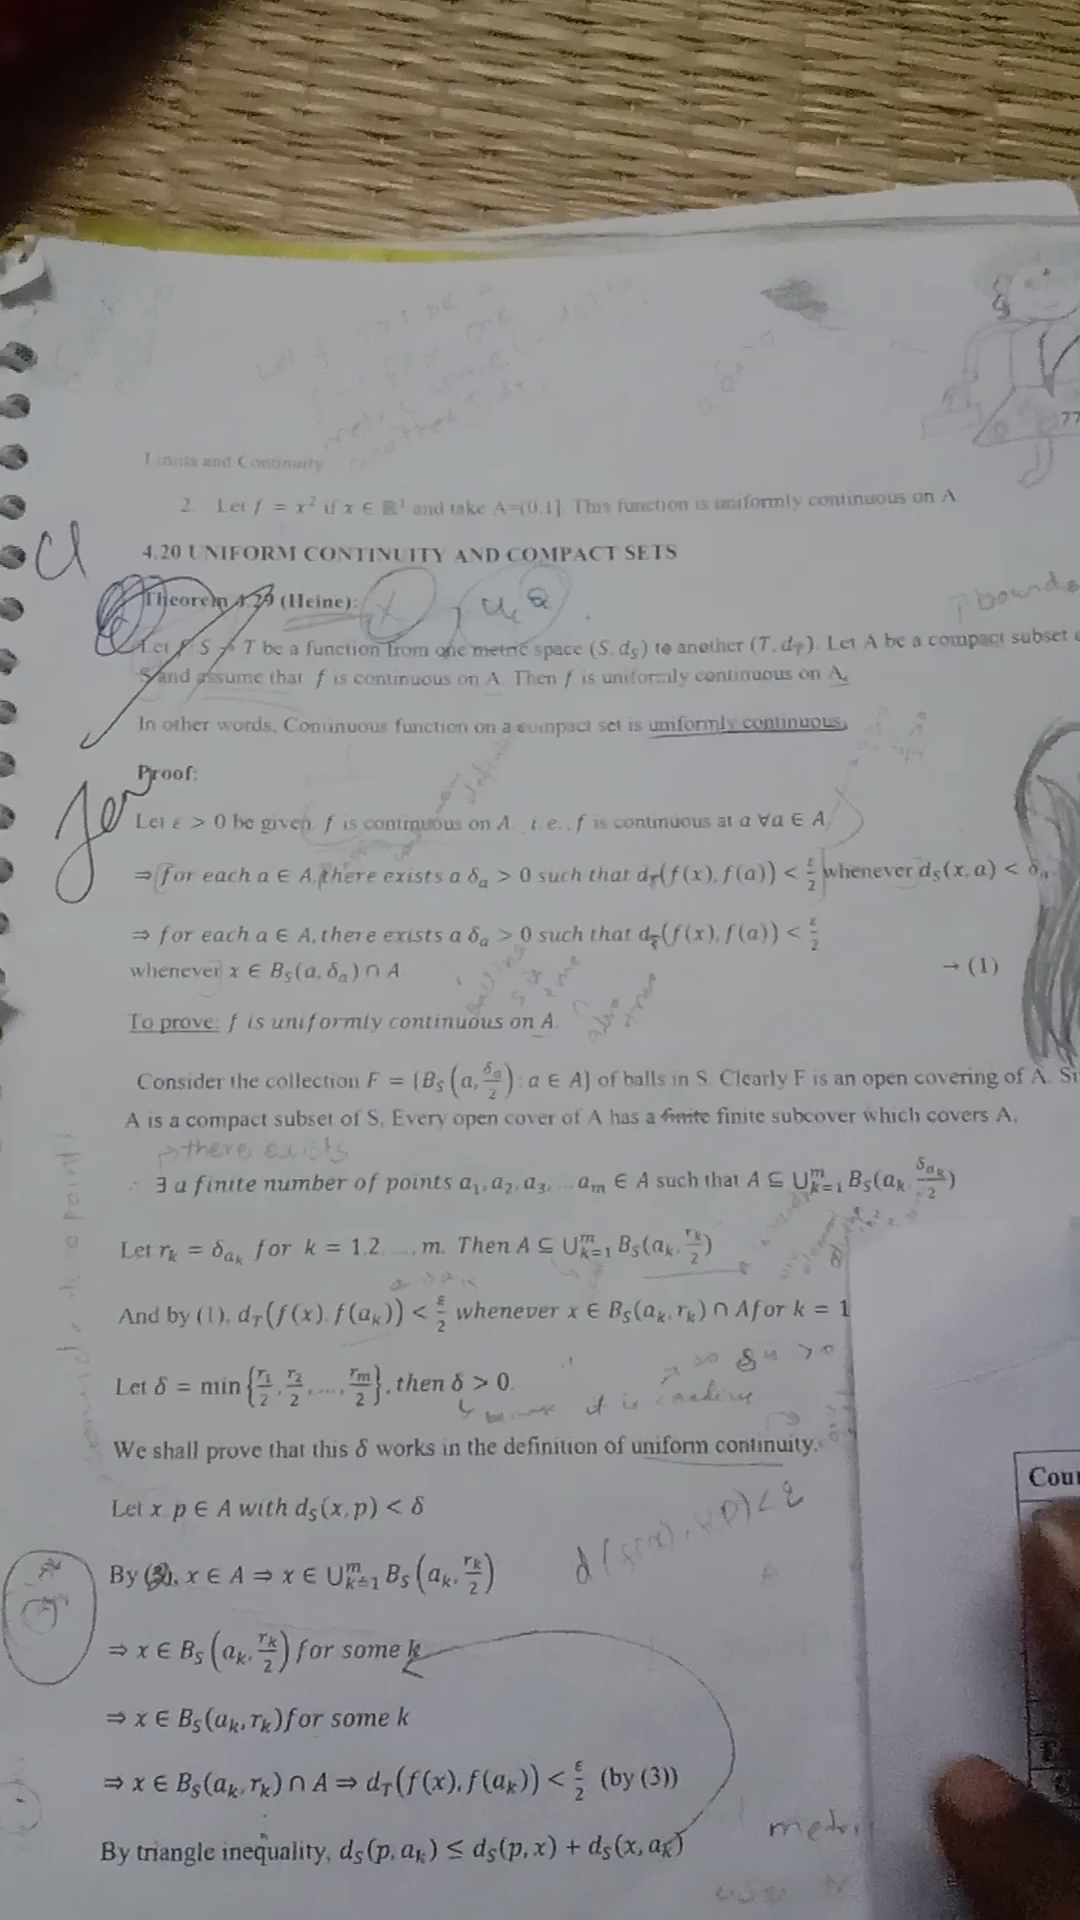 77
Limits and Continuity
2. Let f = x² if x ∈ ℝ¹ and take A=(0,1]. This function is uniformly continuous on A
4.20 UNIFORM CONTINUITY AND COMPACT SETS
Theorem 4.29 (Heine):
Let f: S → T be a function from one metric space (S, d_S) to another (T, d_T). Let A be a compact subset
S and assume that f is continuous on A. Then f is uniformly continuous on A.
In other words, Continuous function on a compact set is uniformly continuous.
Proof:
Let ε > 0 be given. f is continuous on A. i.e., f is continuous at a ∀a ∈ A
⇒ for each a ∈ A, there exists a δ_a > 0 such that d_T(f(x), f(a)) < ε/2 whenever d_S(x, a) < δ_a
⇒ for each a ∈ A, there exists a δ_a > 0 such that d_T(f(x), f(a)) < ε/2
whenever x ∈ B_S(a, δ_a) ∩ A → (1)
To prove: f is uniformly continuous on A.
Consider the collection F = {B_S(a, δ_a/2) : a ∈ A} of balls in S. Clearly F is an open covering of A.
A is a compact subset of S, Every open cover of A has a finite finite subcover which covers A.
there exists
∴ ∃ a finite number of points a₁, a₂, a₃, ... a_m ∈ A such that A ⊆ ∪_{k=1}^m B_S(a_k, δ_{a_k}/2)
Let r_k = δ_{a_k} for k = 1,2, ..., m. Then A ⊆ ∪_{k=1}^m B_S(a_k, r_k/2)
And by (1), d_T(f(x), f(a_k)) < ε/2 whenever x ∈ B_S(a_k, r_k) ∩ A for k = 1
Let δ = min {r₁/2, r₂/2, ..., r_m/2}, then δ > 0.
We shall prove that this δ works in the definition of uniform continuity.
Let x, p ∈ A with d_S(x, p) < δ
By (2), x ∈ A ⇒ x ∈ ∪_{k=1}^m B_S(a_k, r_k/2)
⇒ x ∈ B_S(a_k, r_k/2) for some k
⇒ x ∈ B_S(a_k, r_k) for some k
⇒ x ∈ B_S(a_k, r_k) ∩ A ⇒ d_T(f(x), f(a_k)) < ε/2 (by (3))
By triangle inequality, d_S(p, a_k) ≤ d_S(p, x) + d_S(x, a_k)